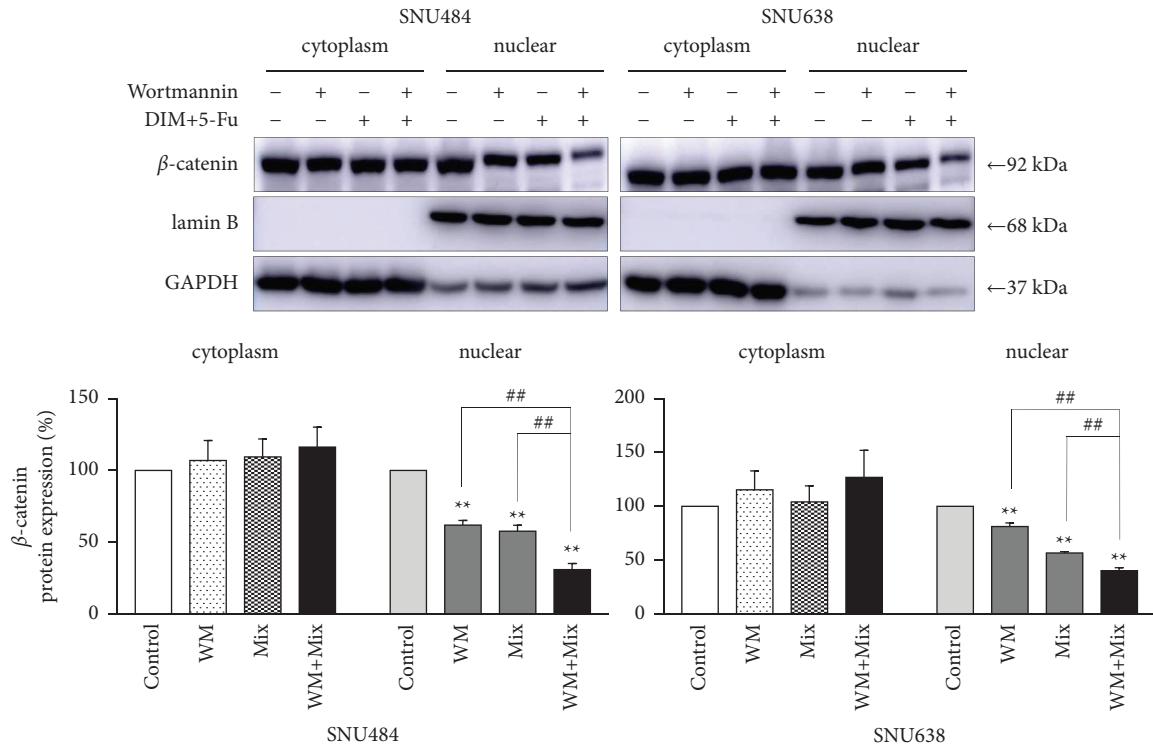 SNU484 SNU638
cytoplasm nuclear cytoplasm nuclear
Wortmannin − + − + − + − + − + − + − + − +
DIM+5-Fu − − + + − − + + − − + + − − + +
β-catenin ←92 kDa
lamin B ←68 kDa
GAPDH ←37 kDa
cytoplasm nuclear cytoplasm nuclear
β-catenin
protein expression (%)
150
100
50
0
** ** **
## ##
Control WM Mix WM+Mix Control WM Mix WM+Mix
SNU484
200
150
100
50
0
** ** **
## ##
Control WM Mix WM+Mix Control WM Mix WM+Mix
SNU638